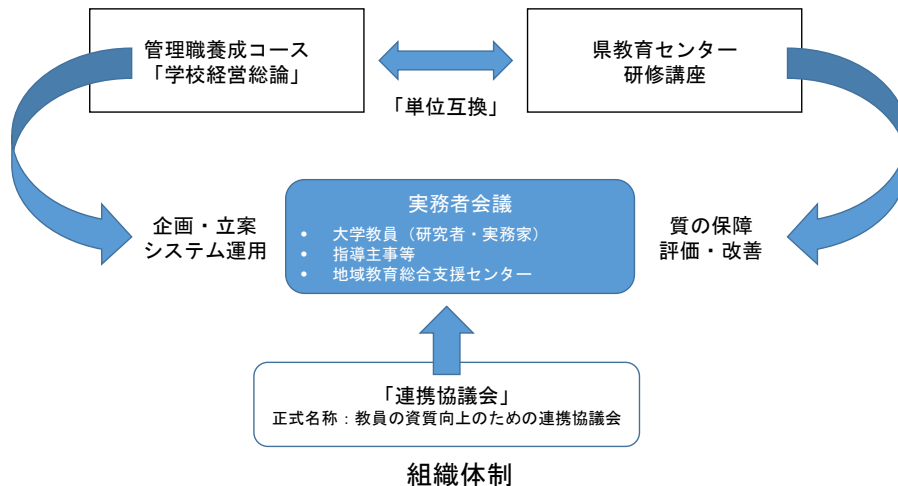 管理職養成コース
「学校経営総論」
県教育センター
研修講座
「単位互換」
企画・立案
システム運用
実務者会議
• 大学教員（研究者・実務家）
• 指導主事等
• 地域教育総合支援センター
質の保障
評価・改善
「連携協議会」
正式名称：教員の資質向上のための連携協議会
組織体制